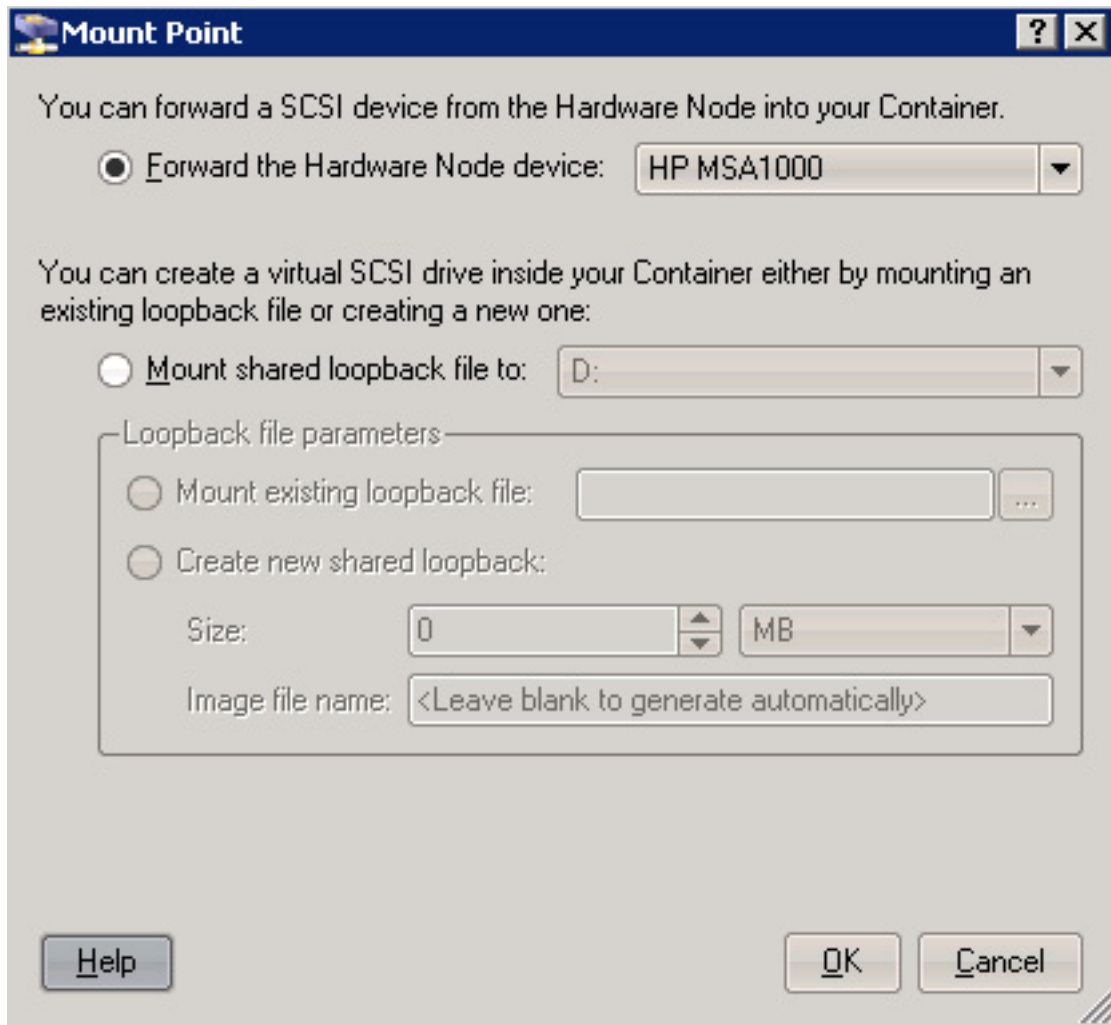 Mount Point
You can forward a SCSI device from the Hardware Node into your Container.
Forward the Hardware Node device: HP MSA1000
You can create a virtual SCSI drive inside your Container either by mounting an
existing loopback file or creating a new one:
Mount shared loopback file to: D:
Loopback file parameters
Mount existing loopback file: ...
Create new shared loopback:
Size: 0 MB
Image file name: <Leave blank to generate automatically>
Help OK Cancel